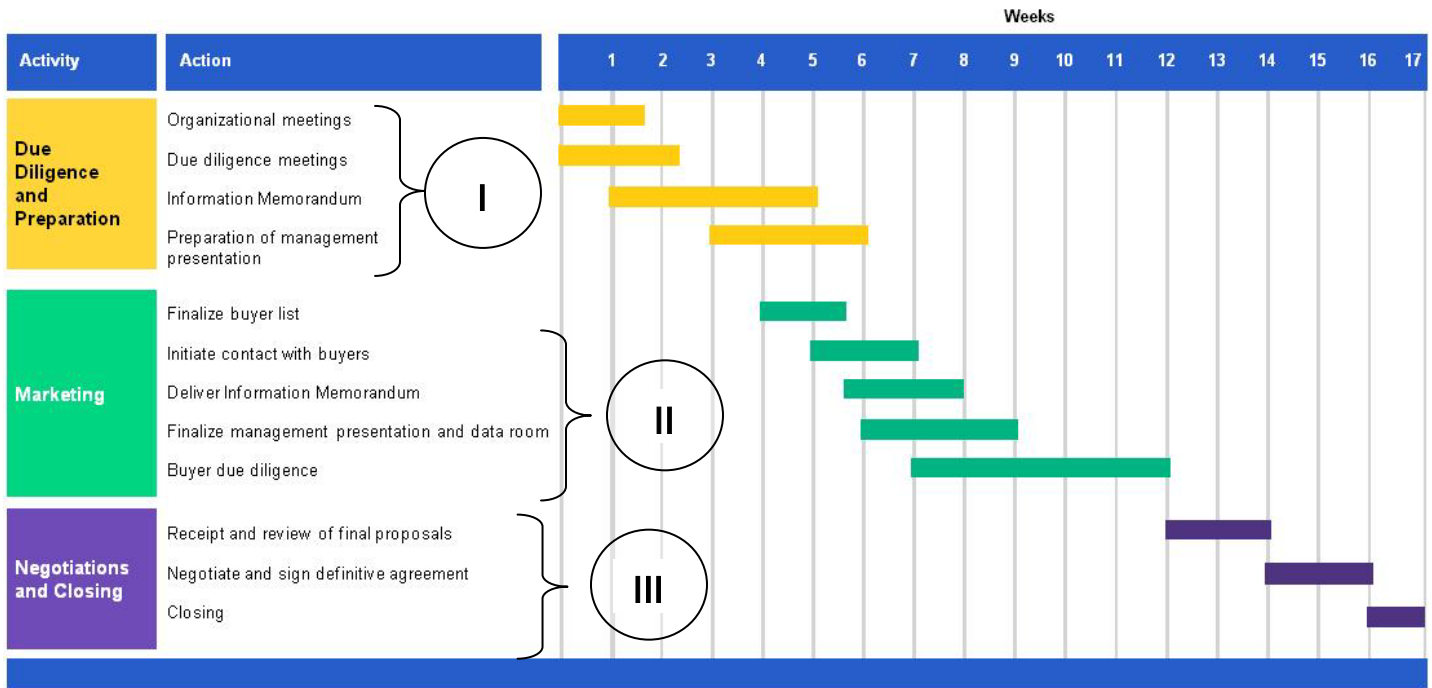 Weeks
Activity Action 1 2 3 4 5 6 7 8 9 10 11 12 13 14 15 16 17
Due
Diligence
and
Preparation
Organizational meetings
Due diligence meetings
Information Memorandum
Preparation of management
presentation
I
Marketing
Finalize buyer list
Initiate contact with buyers
Deliver Information Memorandum
Finalize management presentation and data room
Buyer due diligence
II
Negotiations
and Closing
Receipt and review of final proposals
Negotiate and sign definitive agreement
Closing
III